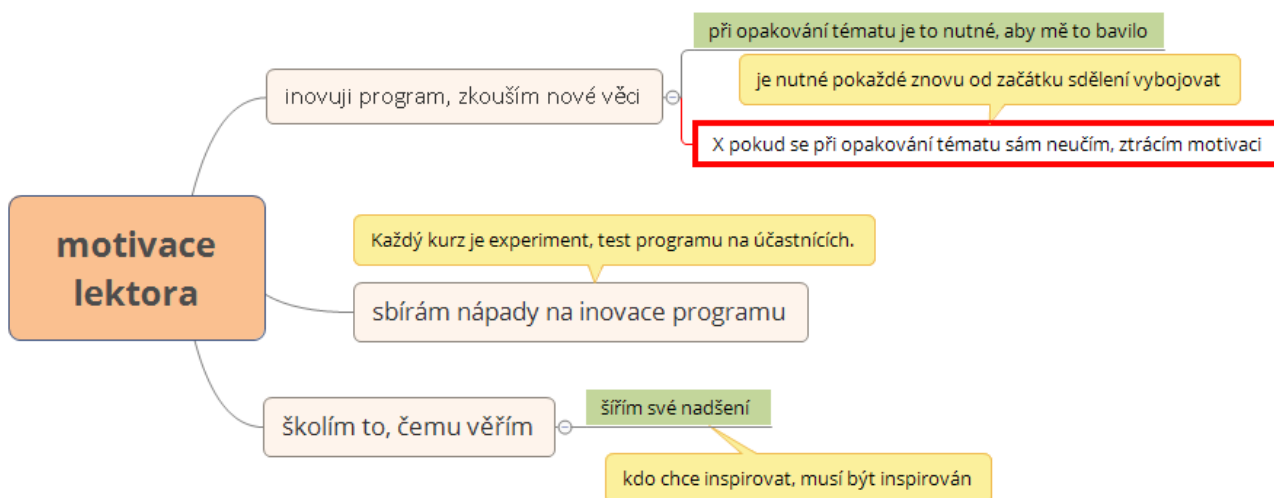 motivace
lektora
inovuji program, zkouším nové věci
při opakování tématu je to nutné, aby mě to bavilo
je nutné pokaždé znovu od začátku sdělení vybojovat
X pokud se při opakování tématu sám neučím, ztrácím motivaci
Každý kurz je experiment, test programu na účastnících.
sbírám nápady na inovace programu
školím to, čemu věřím
šířím své nadšení
kdo chce inspirovat, musí být inspirován